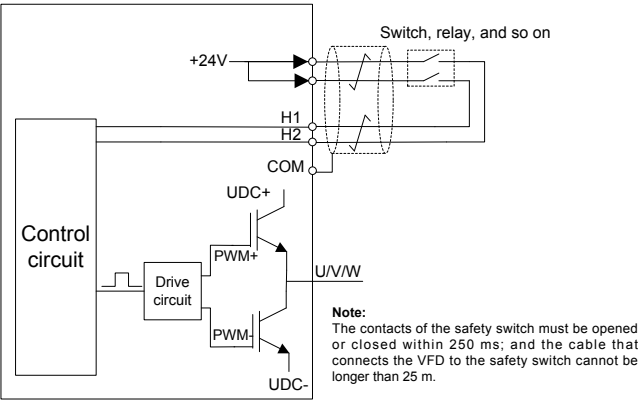 Switch, relay, and so on
+24V
H1
H2
COM
UDC+
Control
circuit
PWM+
Drive
circuit
U/V/W
PWM-
UDC-
Note:
The contacts of the safety switch must be opened
or closed within 250 ms; and the cable that
connects the VFD to the safety switch cannot be
longer than 25 m.